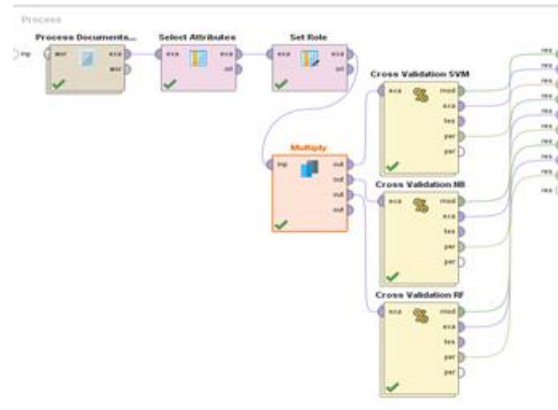 Process
Process Documents... Select Attributes Set Role
inp wor exa exa exa exa exa
wor ori ori
Cross Validation SVM
exa mod
exa
tes
per
per
Multiply
inp out
out
out
out
Cross Validation NB
exa mod
exa
tes
per
per
Cross Validation RF
exa mod
exa
tes
per
per
res
res
res
res
res
res
res
res
res
res